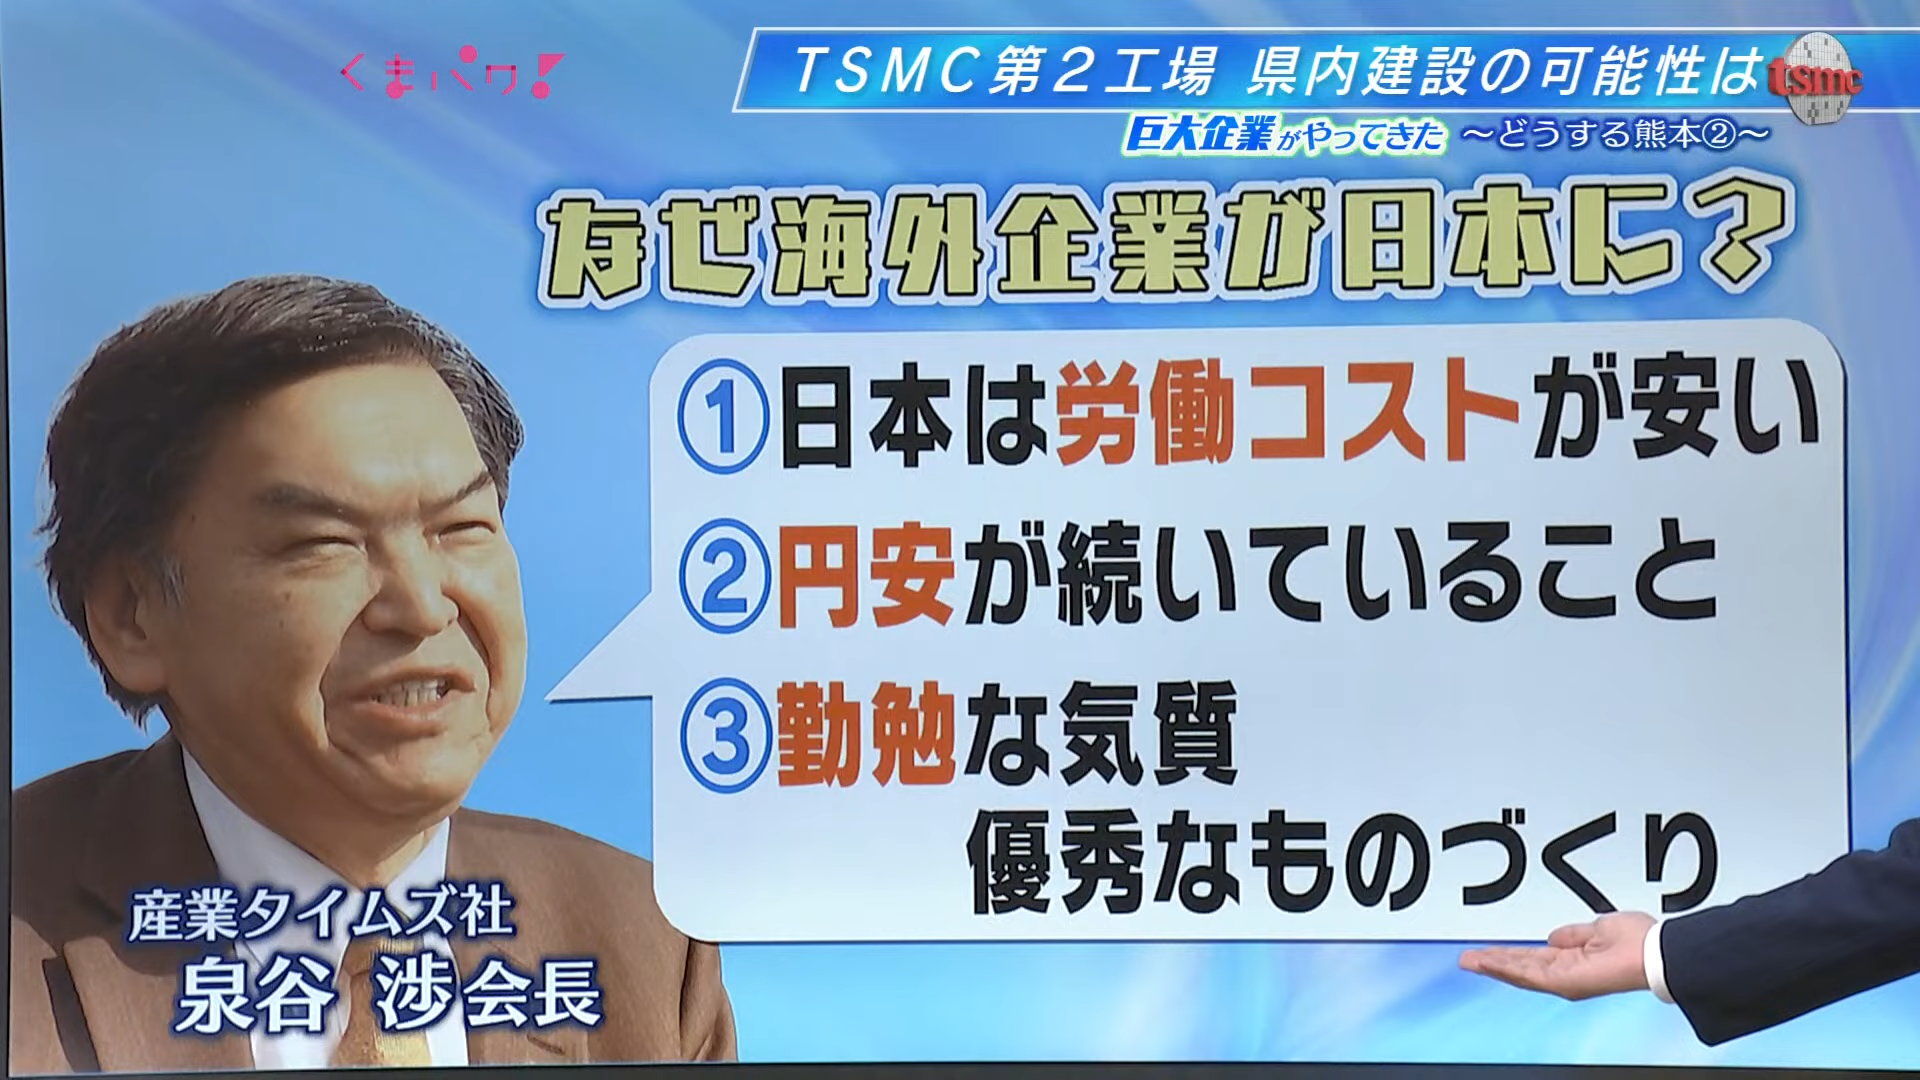 くまパワ!
TSMC第2工場 県内建設の可能性は
tsmc
巨大企業がやってきた ～どうする熊本②～
なぜ海外企業が日本に?
①日本は労働コストが安い
②円安が続いていること
③勤勉な気質
優秀なものづくり
産業タイムズ社
泉谷 渉会長